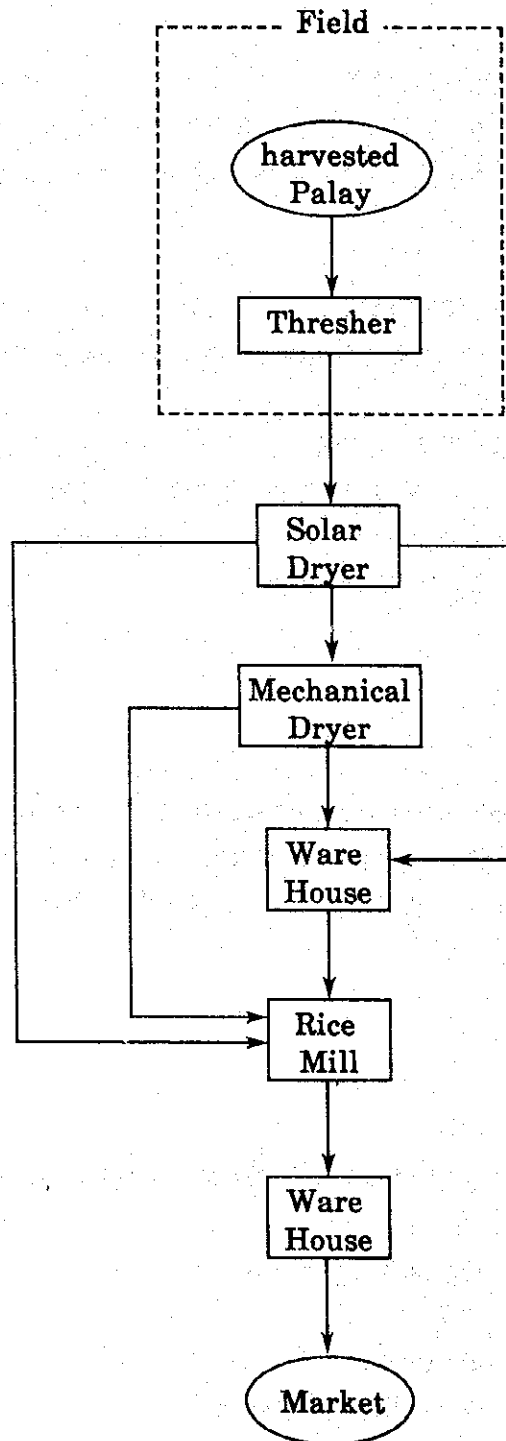 Field
harvested
Palay
Thresher
Solar
Dryer
Mechanical
Dryer
Ware
House
Rice
Mill
Ware
House
Market